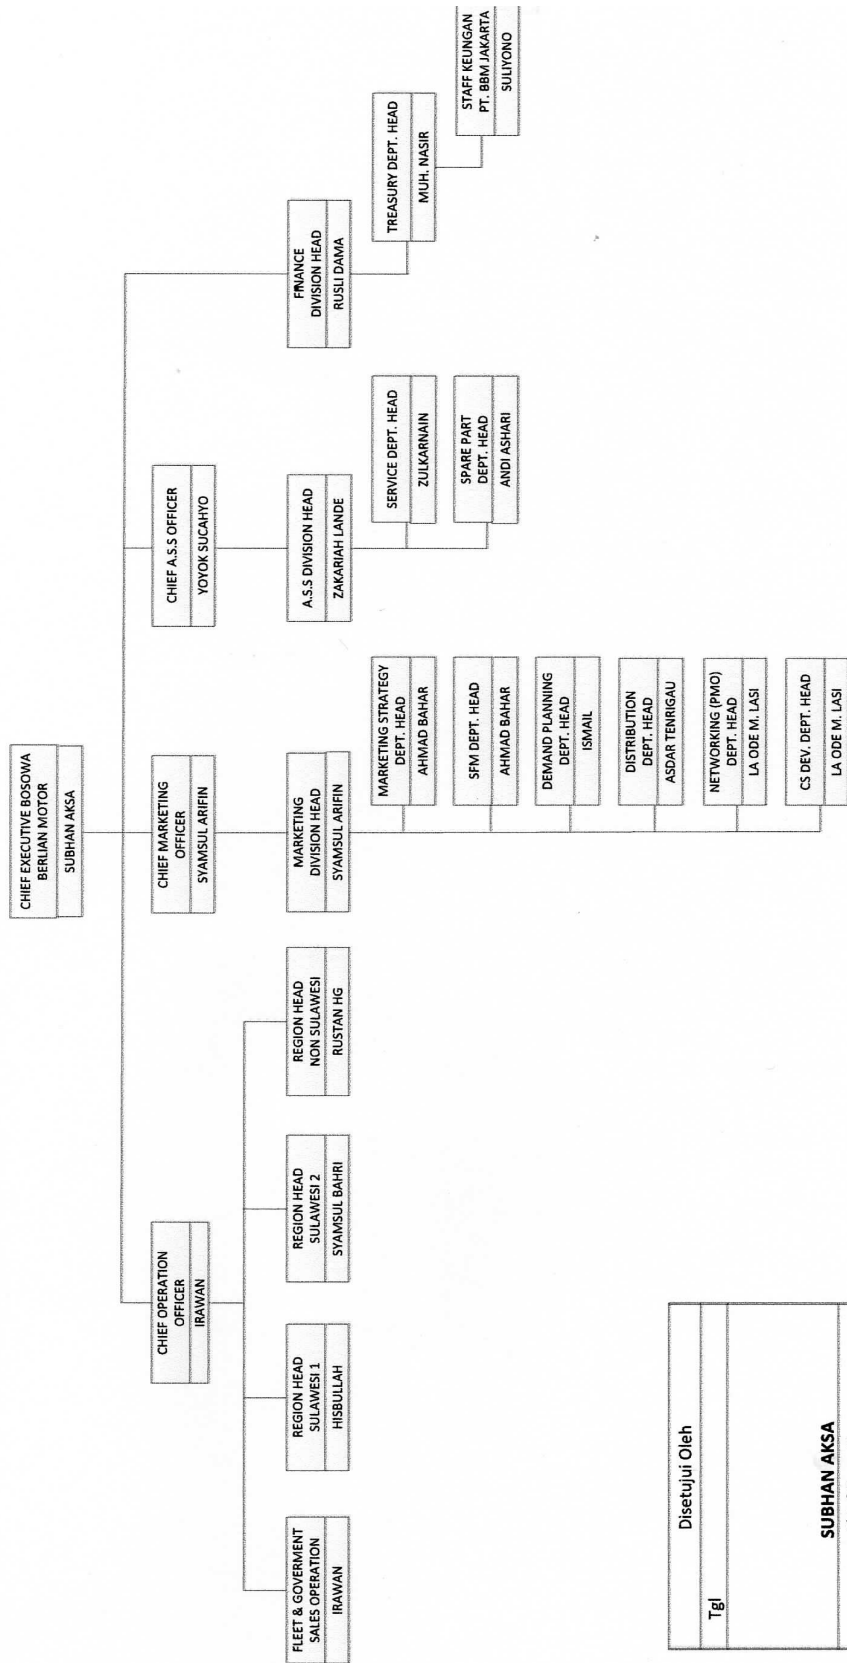 CHIEF EXECUTIVE BOSOWA
BERLIAN MOTOR
SUBHAN AKSA
CHIEF OPERATION
OFFICER
IRAWAN
CHIEF MARKETING
OFFICER
SYAMSUL ARIFIN
CHIEF A.S.S OFFICER
YOYOK SUCAHYO
FLEET & GOVERMENT
SALES OPERATION
IRAWAN
REGION HEAD
SULAWESI 1
HISBULLAH
REGION HEAD
SULAWESI 2
SYAMSUL BAHRI
REGION HEAD
NON SULAWESI
RUSTAN HG
MARKETING
DIVISION HEAD
SYAMSUL ARIFIN
A.S.S DIVISION HEAD
ZAKARIAH LANDE
FINANCE
DIVISION HEAD
RUSLI DAMA
MARKETING STRATEGY
DEPT. HEAD
AHMAD BAHAR
SFM DEPT. HEAD
AHMAD BAHAR
DEMAND PLANNING
DEPT. HEAD
ISMAIL
DISTRIBUTION
DEPT. HEAD
ASDAR TENRIGAU
NETWORKING (PMO)
DEPT. HEAD
LA ODE M. LASI
CS DEV. DEPT. HEAD
LA ODE M. LASI
SERVICE DEPT. HEAD
ZULKARNAIN
SPARE PART
DEPT. HEAD
ANDI ASHARI
TREASURY DEPT. HEAD
MUH. NASIR
STAFF KEUNGAN
PT. BBM JAKARTA
SULIYONO
Disetujui Oleh
Tgl
SUBHAN AKSA